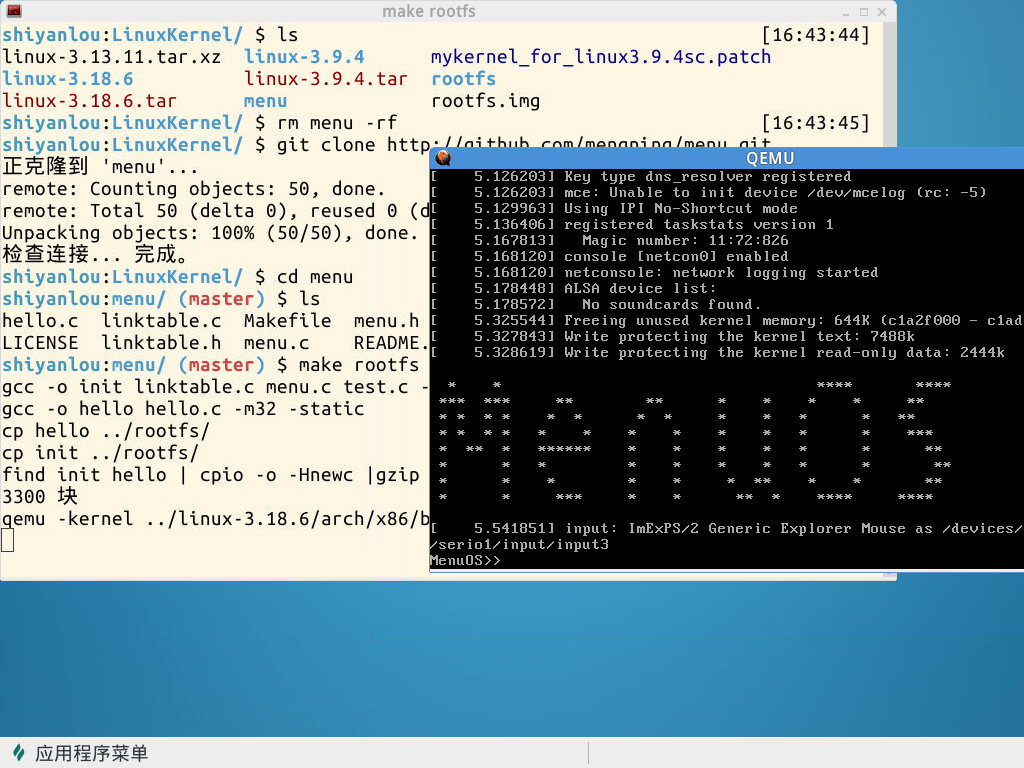 make rootfs
shiyanlou:LinuxKernel/ $ ls [16:43:44]
linux-3.13.11.tar.xz linux-3.9.4 mykernel_for_linux3.9.4sc.patch
linux-3.18.6 linux-3.9.4.tar rootfs
linux-3.18.6.tar menu rootfs.img
shiyanlou:LinuxKernel/ $ rm menu -rf [16:43:45]
shiyanlou:LinuxKernel/ $ git clone http://github.com/mengning/menu.git
正克隆到 'menu'...
remote: Counting objects: 50, done.
remote: Total 50 (delta 0), reused 0 (d
Unpacking objects: 100% (50/50), done.
检查连接... 完成。
shiyanlou:LinuxKernel/ $ cd menu
shiyanlou:menu/ (master) $ ls
hello.c linktable.c Makefile menu.h
LICENSE linktable.h menu.c README.
shiyanlou:menu/ (master) $ make rootfs
gcc -o init linktable.c menu.c test.c -
gcc -o hello hello.c -m32 -static
cp hello ../rootfs/
cp init ../rootfs/
find init hello | cpio -o -Hnewc |gzip
3300 块
qemu -kernel ../linux-3.18.6/arch/x86/b
QEMU
[ 5.126203] Key type dns_resolver registered
[ 5.126203] mce: Unable to init device /dev/mcelog (rc: -5)
[ 5.129963] Using IPI No-Shortcut mode
[ 5.136406] registered taskstats version 1
[ 5.167813] Magic number: 11:72:826
[ 5.168120] console [netcon0] enabled
[ 5.168120] netconsole: network logging started
[ 5.178448] ALSA device list:
[ 5.178572] No soundcards found.
[ 5.325544] Freeing unused kernel memory: 644K (c1a2f000 - c1ad
[ 5.327843] Write protecting the kernel text: 7488k
[ 5.328619] Write protecting the kernel read-only data: 2444k
MenuOS
[ 5.541851] input: ImExPS/2 Generic Explorer Mouse as /devices/
/serio1/input/input3
MenuOS>>
应用程序菜单